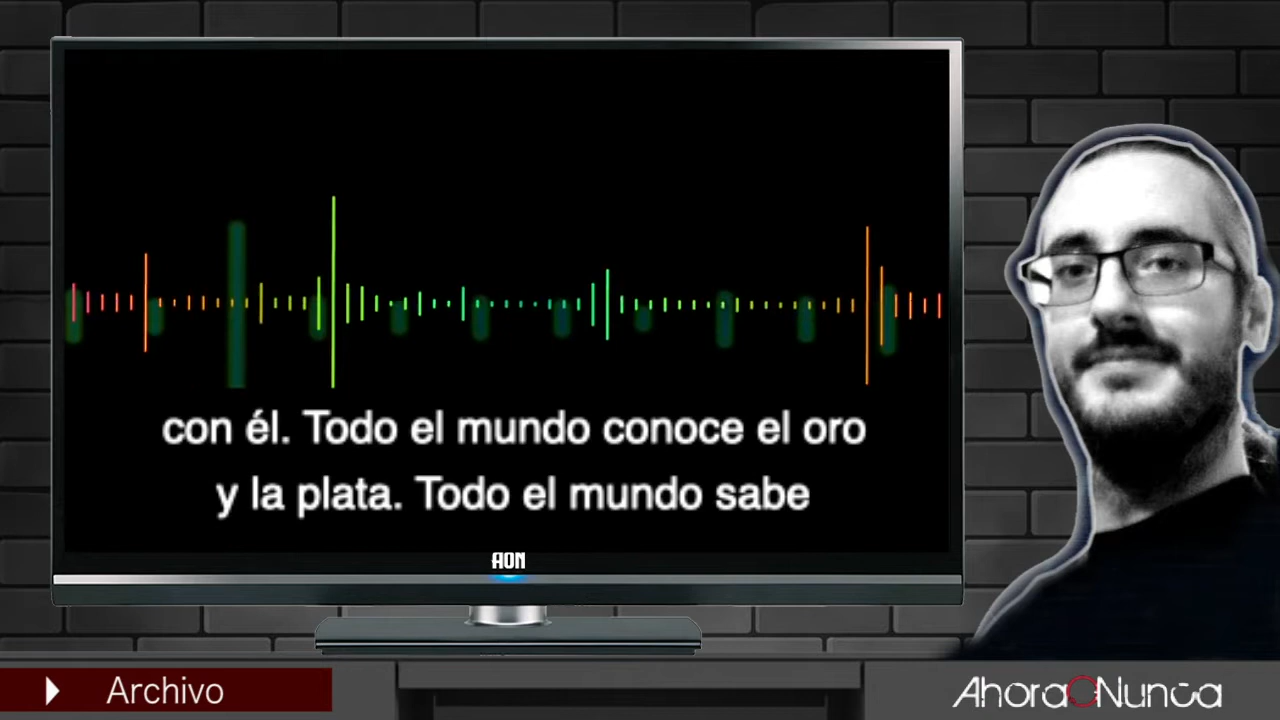 con él. Todo el mundo conoce el oro
y la plata. Todo el mundo sabe
AON
Archivo
AhoraONunca